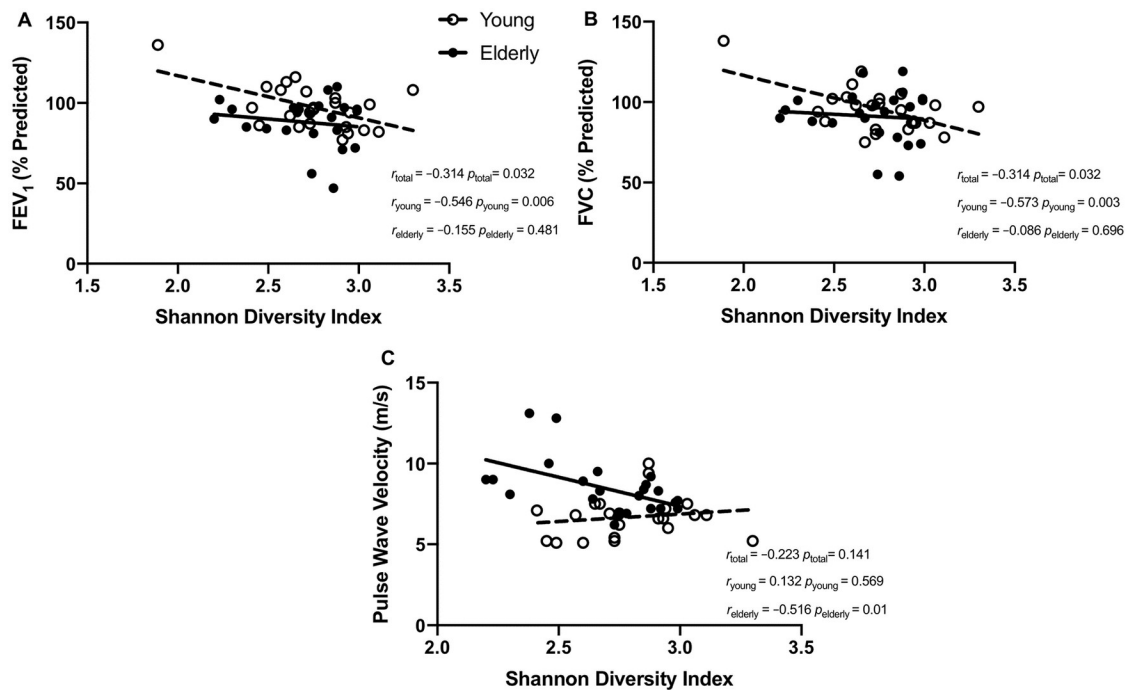 A
Young
Elderly
150
100
50
0
FEV1 (% Predicted)
rtotal = −0.314 ptotal= 0.032
ryoung = −0.546 pyoung = 0.006
relderly = −0.155 pelderly = 0.481
1.5 2.0 2.5 3.0 3.5
Shannon Diversity Index
B
150
100
50
0
FVC (% Predicted)
rtotal = −0.314 ptotal= 0.032
ryoung = −0.573 pyoung = 0.003
relderly = −0.086 pelderly = 0.696
1.5 2.0 2.5 3.0 3.5
Shannon Diversity Index
C
15
10
5
0
Pulse Wave Velocity (m/s)
rtotal = −0.223 ptotal= 0.141
ryoung = 0.132 pyoung = 0.569
relderly = −0.516 pelderly = 0.01
2.0 2.5 3.0 3.5
Shannon Diversity Index